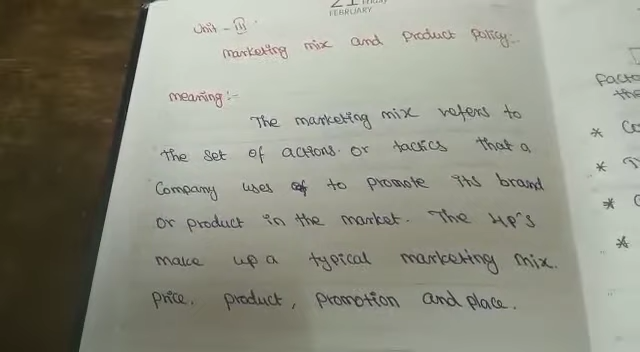 FEBRUARY
Unit - III
marketing mix and product policy:-
meaning:-
The marketing mix refers to
the set of actions or tactics that a
Company uses of to promote its brand
or product in the market. The 4P's
make up a typical marketing mix.
price, product, promotion and place.
Facto
the
*
*
*
*